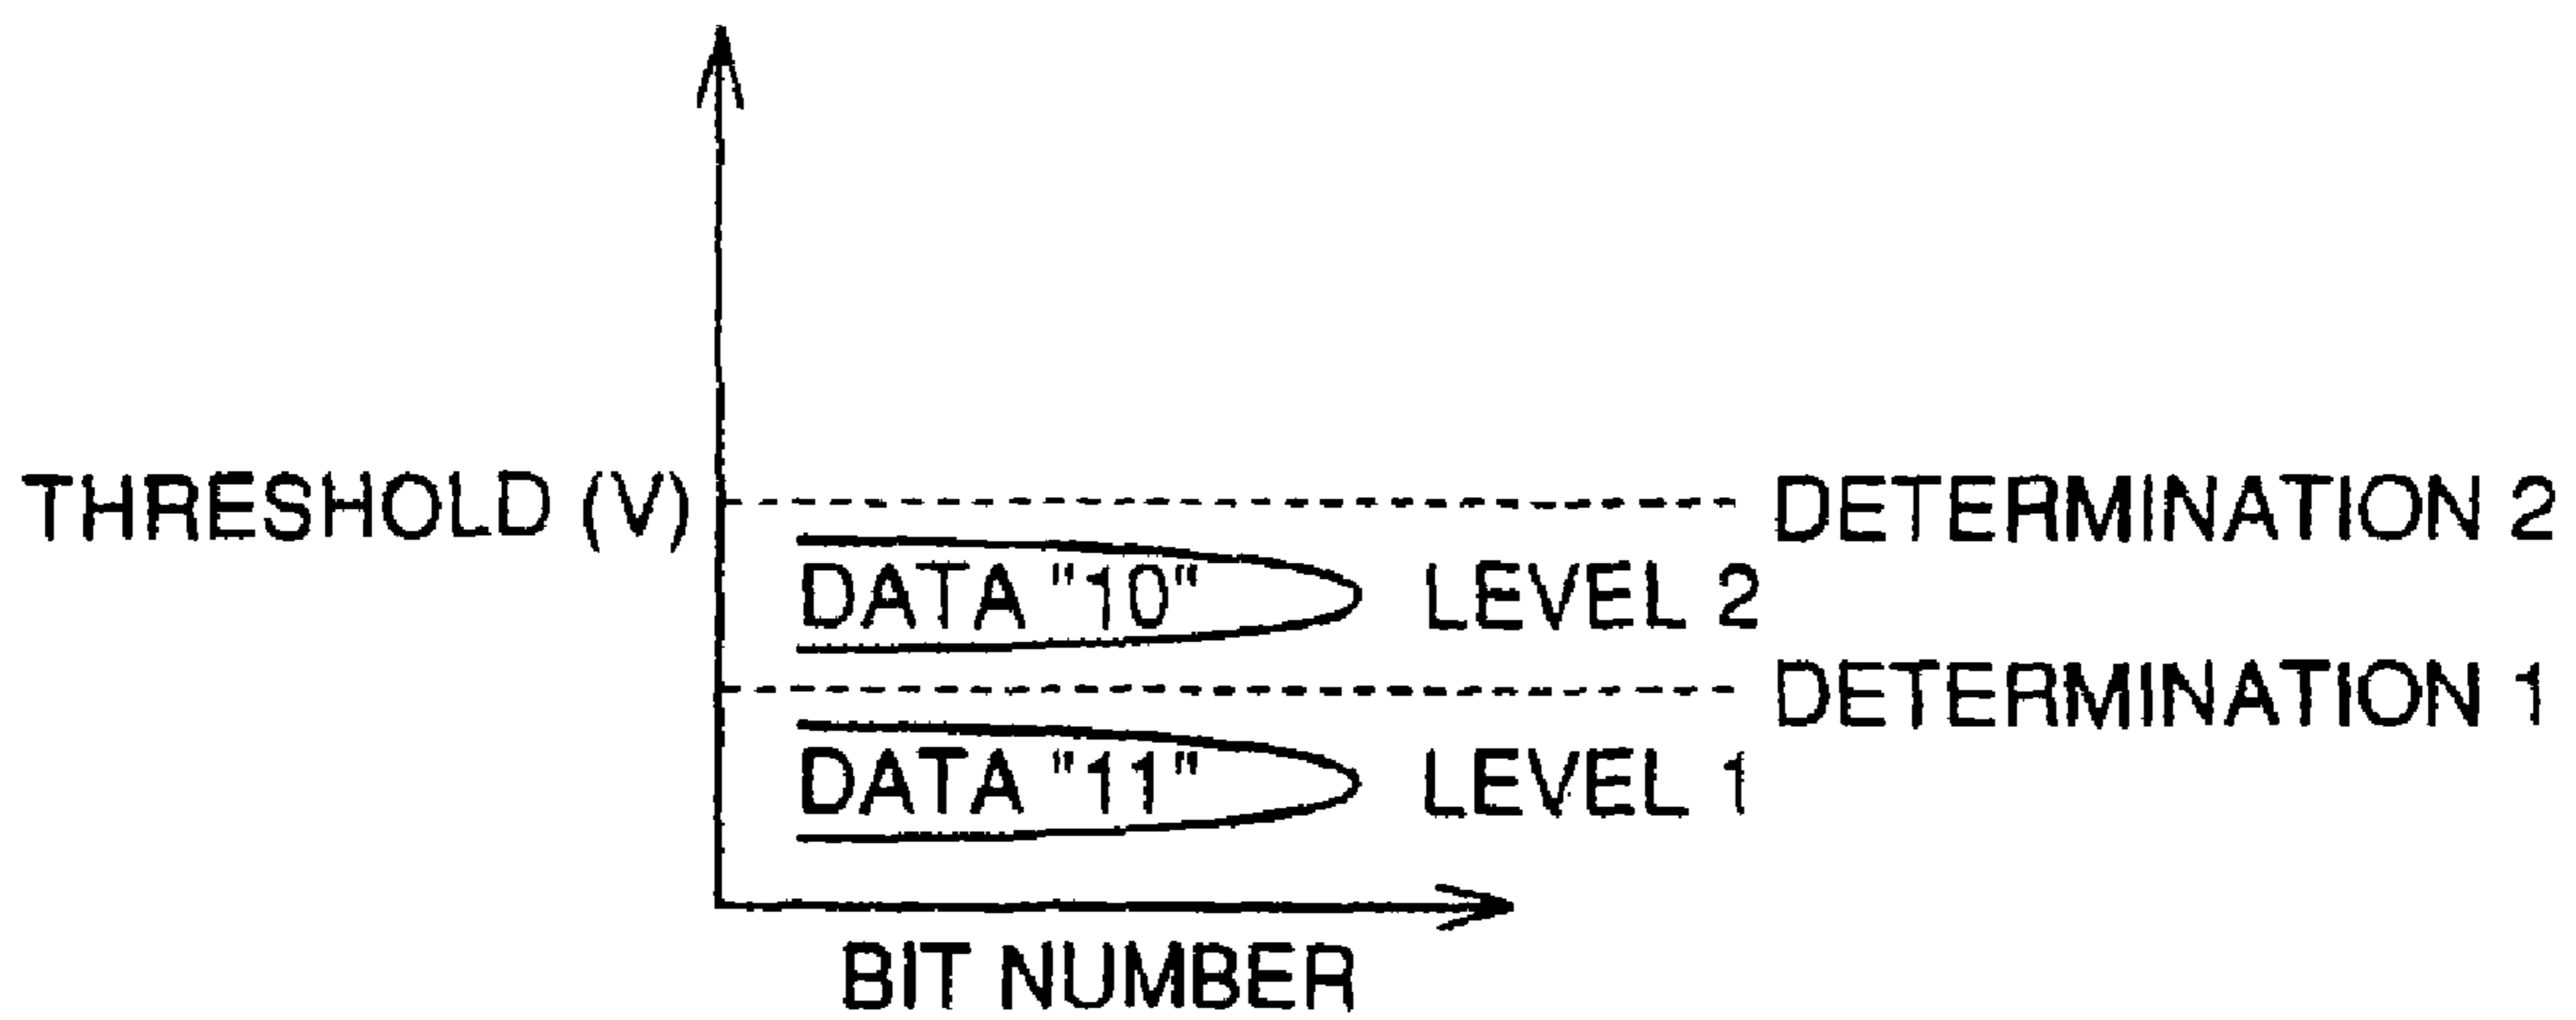 THRESHOLD (V)
DETERMINATION 2
DATA "10"
LEVEL 2
DETERMINATION 1
DATA "11"
LEVEL 1
BIT NUMBER